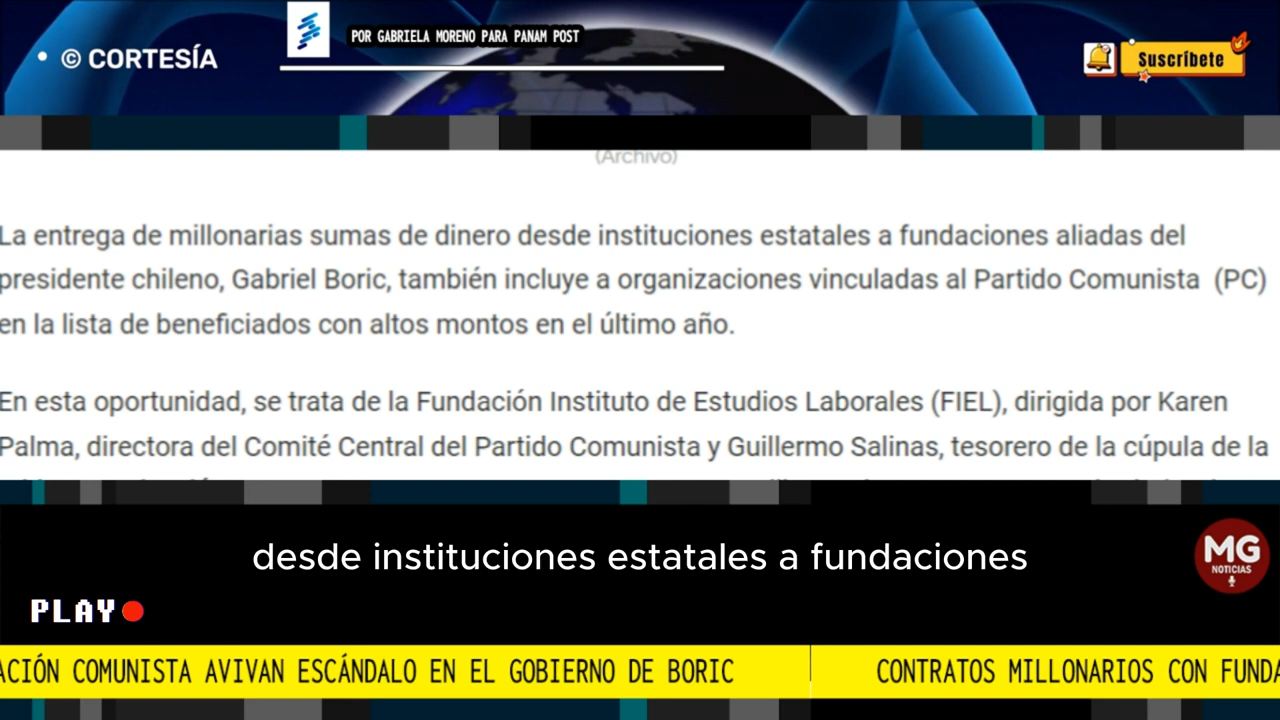 POR GABRIELA MORENO PARA PANAM POST
• © CORTESÍA
Suscríbete
(Archivo)
La entrega de millonarias sumas de dinero desde instituciones estatales a fundaciones aliadas del
presidente chileno, Gabriel Boric, también incluye a organizaciones vinculadas al Partido Comunista (PC)
en la lista de beneficiados con altos montos en el último año.
En esta oportunidad, se trata de la Fundación Instituto de Estudios Laborales (FIEL), dirigida por Karen
Palma, directora del Comité Central del Partido Comunista y Guillermo Salinas, tesorero de la cúpula de la
desde instituciones estatales a fundaciones
MG
NOTICIAS
PLAY
ACIÓN COMUNISTA AVIVAN ESCÁNDALO EN EL GOBIERNO DE BORIC CONTRATOS MILLONARIOS CON FUNDA